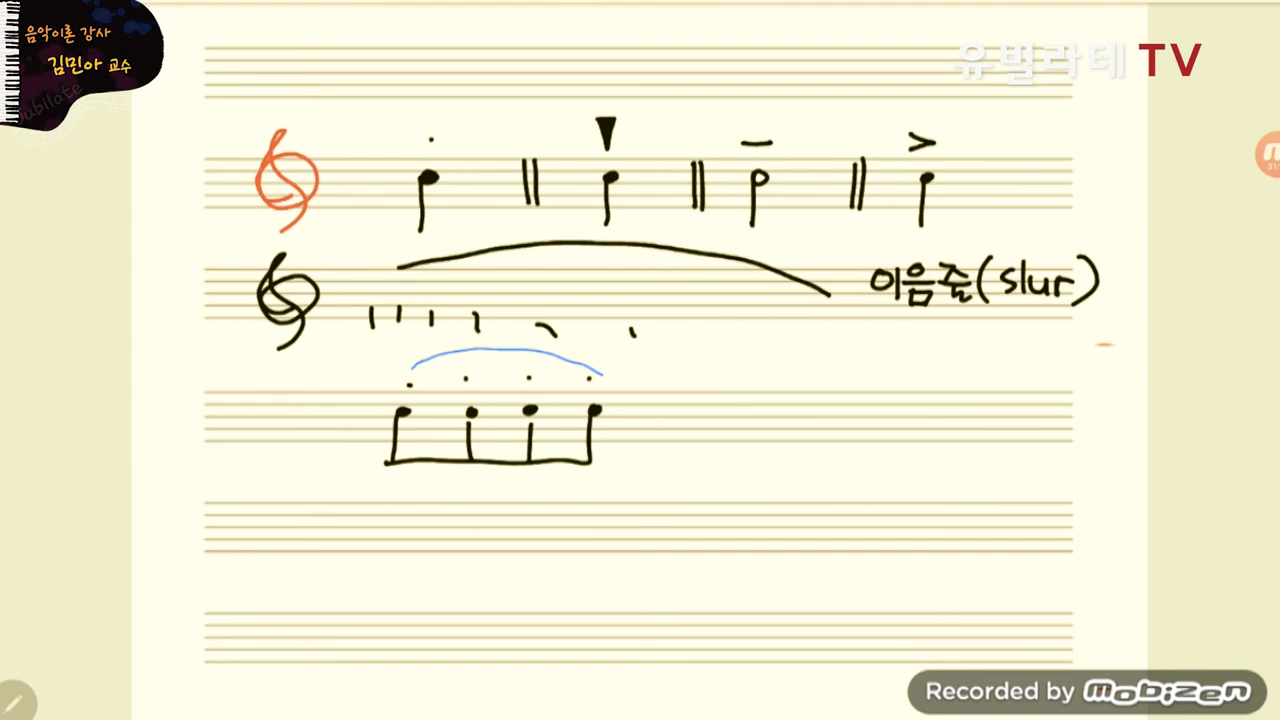 음악이론 강사
김민아 교수
Jubilate
유빌라테 TV
이음줄(slur)
Recorded by mobizen